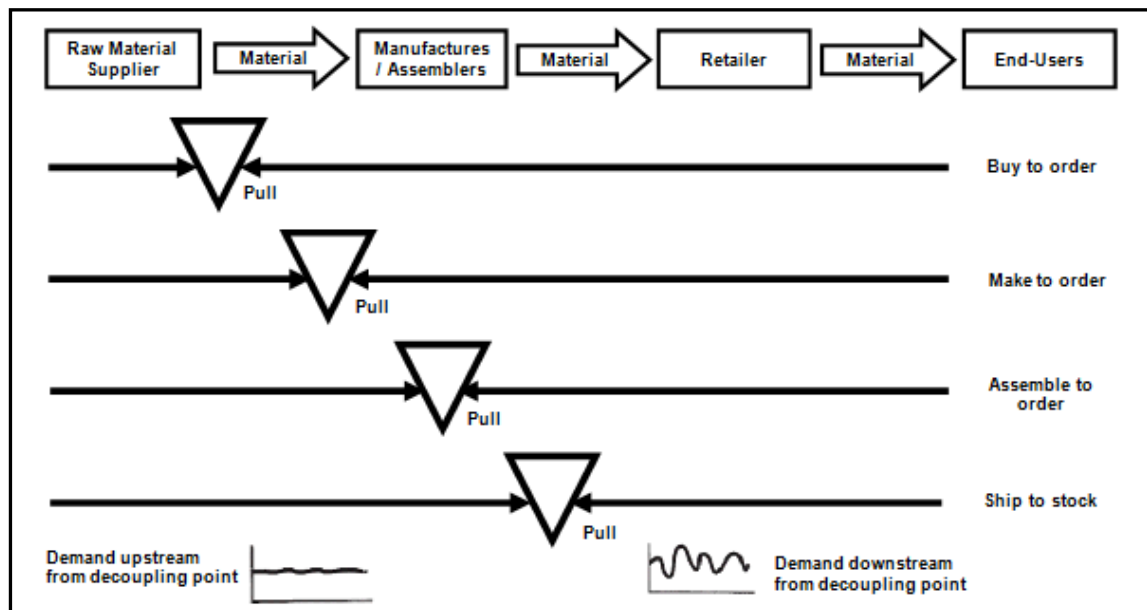 Raw Material
Supplier
Material
Manufactures
/ Assemblers
Material
Retailer
Material
End-Users
Pull
Buy to order
Pull
Make to order
Pull
Assemble to
order
Pull
Ship to stock
Demand upstream
from decoupling point
Demand downstream
from decoupling point